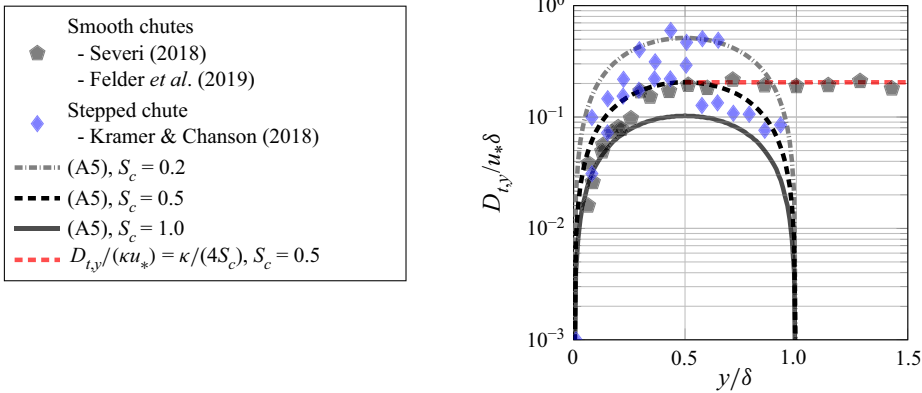 Smooth chutes
- Severi (2018)
- Felder et al. (2019)
Stepped chute
- Kramer & Chanson (2018)
(A5), S_c = 0.2
(A5), S_c = 0.5
(A5), S_c = 1.0
D_{t,y}/(κu_*) = κ/(4S_c), S_c = 0.5
D_{t,y}/u_*δ
10^0
10^{−1}
10^{−2}
10^{−3}
0 0.5 1.0 1.5
y/δ